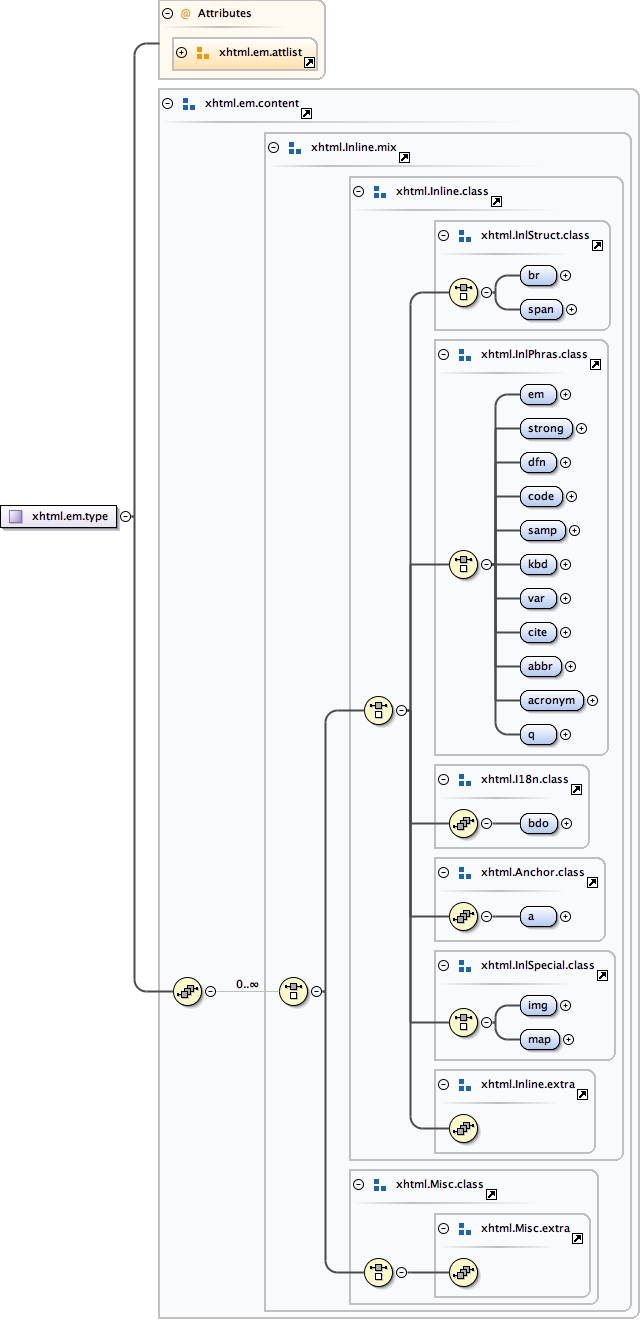 @ Attributes
xhtml.em.attlist
xhtml.em.content
xhtml.Inline.mix
xhtml.Inline.class
xhtml.InlStruct.class
br
span
xhtml.InlPhras.class
em
strong
dfn
code
xhtml.em.type
samp
kbd
var
cite
abbr
acronym
q
xhtml.I18n.class
bdo
xhtml.Anchor.class
a
xhtml.InlSpecial.class
0..∞
img
map
xhtml.Inline.extra
xhtml.Misc.class
xhtml.Misc.extra